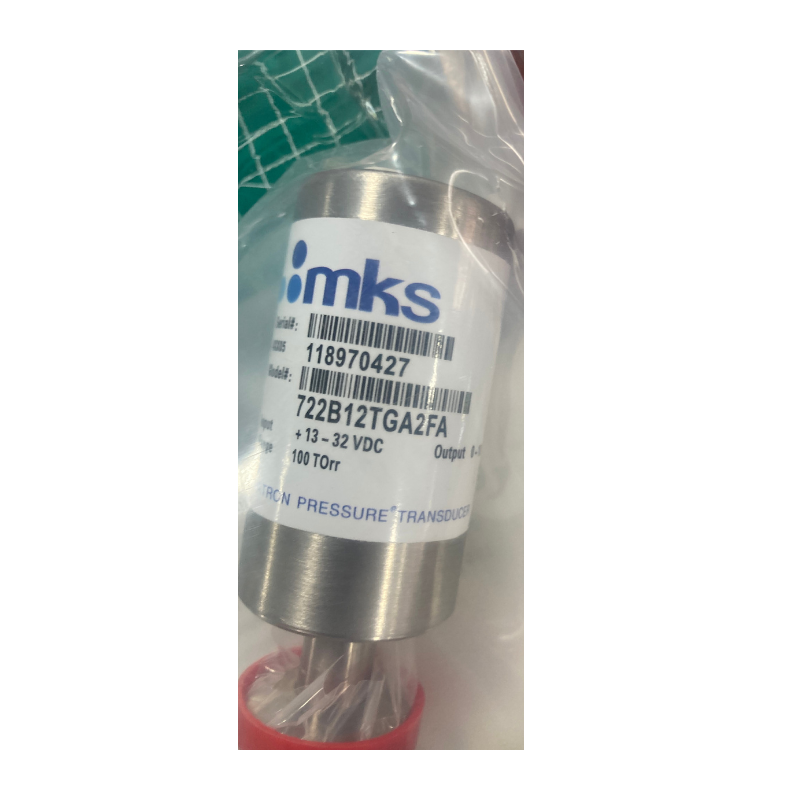 mks
Serial#:
118970427
Model#:
722B12TGA2FA
+ 13 – 32 VDC
Output
100 TOrr
PRESSURE® TRANSDUCER